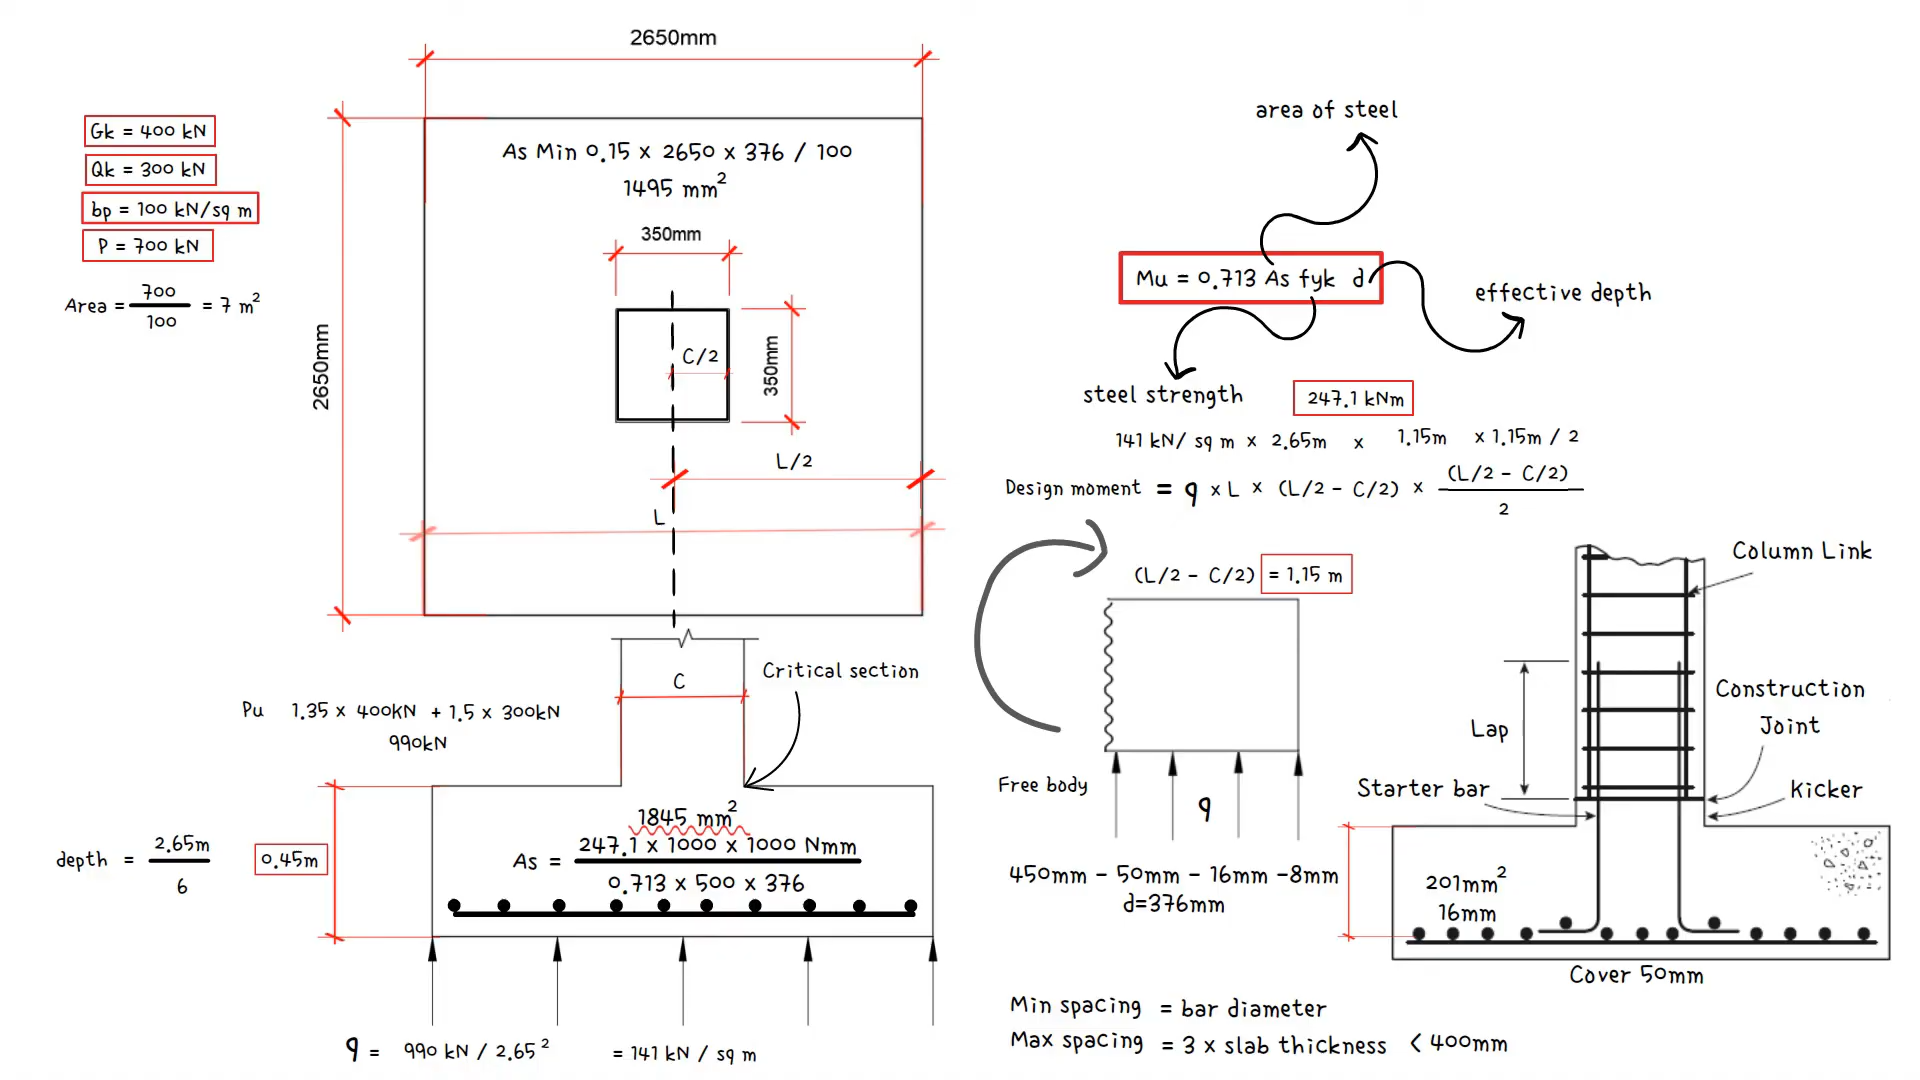 2650mm
Gk = 400 kN
Qk = 300 kN
bp = 100 kN/sq m
P = 700 kN
Area = 700 / 100 = 7 m²
2650mm
As Min 0.15 x 2650 x 376 / 100
1495 mm²
350mm
350mm
C/2
L/2
L
Pu 1.35 x 400KN + 1.5 x 300kN
990kN
C
Critical section
depth = 2.65m / 6
0.45m
1845 mm²
As = 247.1 x 1000 x 1000 Nmm / 0.713 x 500 x 376
q = 990 kN / 2.65² = 141 kN / sq m
area of steel
Mu = 0.713 As fyk d
effective depth
steel strength
247.1 kNm
141 kN/ sq m x 2.65m x 1.15m x 1.15m / 2
Design moment = q x L x (L/2 - C/2) x (L/2 - C/2) / 2
(L/2 - C/2) = 1.15 m
Free body
q
450mm - 50mm - 16mm -8mm
d=376mm
Min spacing = bar diameter
Max spacing = 3 x slab thickness < 400mm
Column Link
Construction
Joint
Lap
Starter bar
Kicker
201mm²
16mm
Cover 50mm